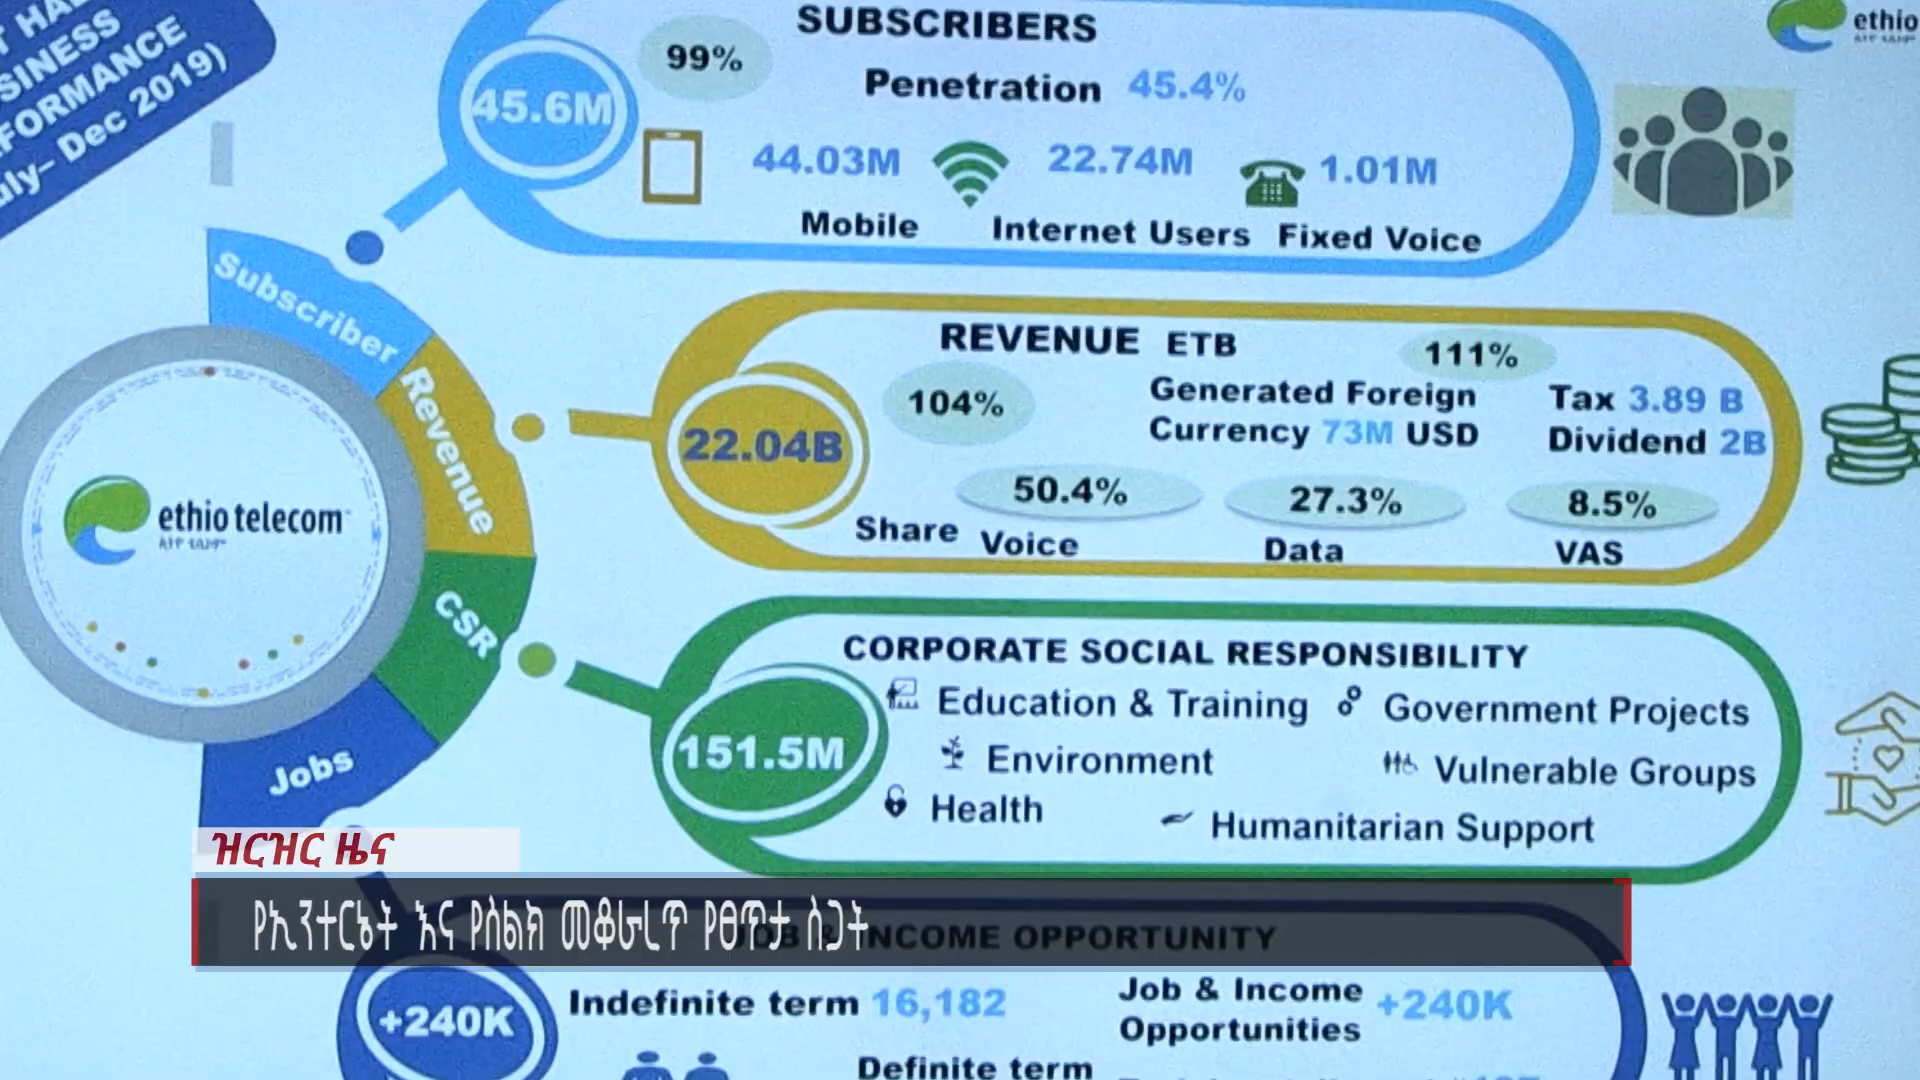 SINESS
FORMANCE
Dec 2019)
ethio
SUBSCRIBERS
99%
Penetration 45.4%
45.6M
44.03M 22.74M 1.01M
Mobile Internet Users Fixed Voice
Subscriber
Revenue
CSR
Jobs
ethio telecom
ኢትዮ ቴሌኮም
REVENUE ETB
111%
104%
Generated Foreign
Currency 73M USD
Tax 3.89 B
Dividend 2B
22.04B
50.4% 27.3% 8.5%
Share Voice Data VAS
CORPORATE SOCIAL RESPONSIBILITY
151.5M
Education & Training Government Projects
Environment Vulnerable Groups
Health Humanitarian Support
ዝርዝር ዜና
የኢንተርኔት እና የስልክ መቆራረጥ የፀጥታ ስጋት
INCOME OPPORTUNITY
+240K
Indefinite term 16,182
Job & Income
Opportunities +240K
Definite term